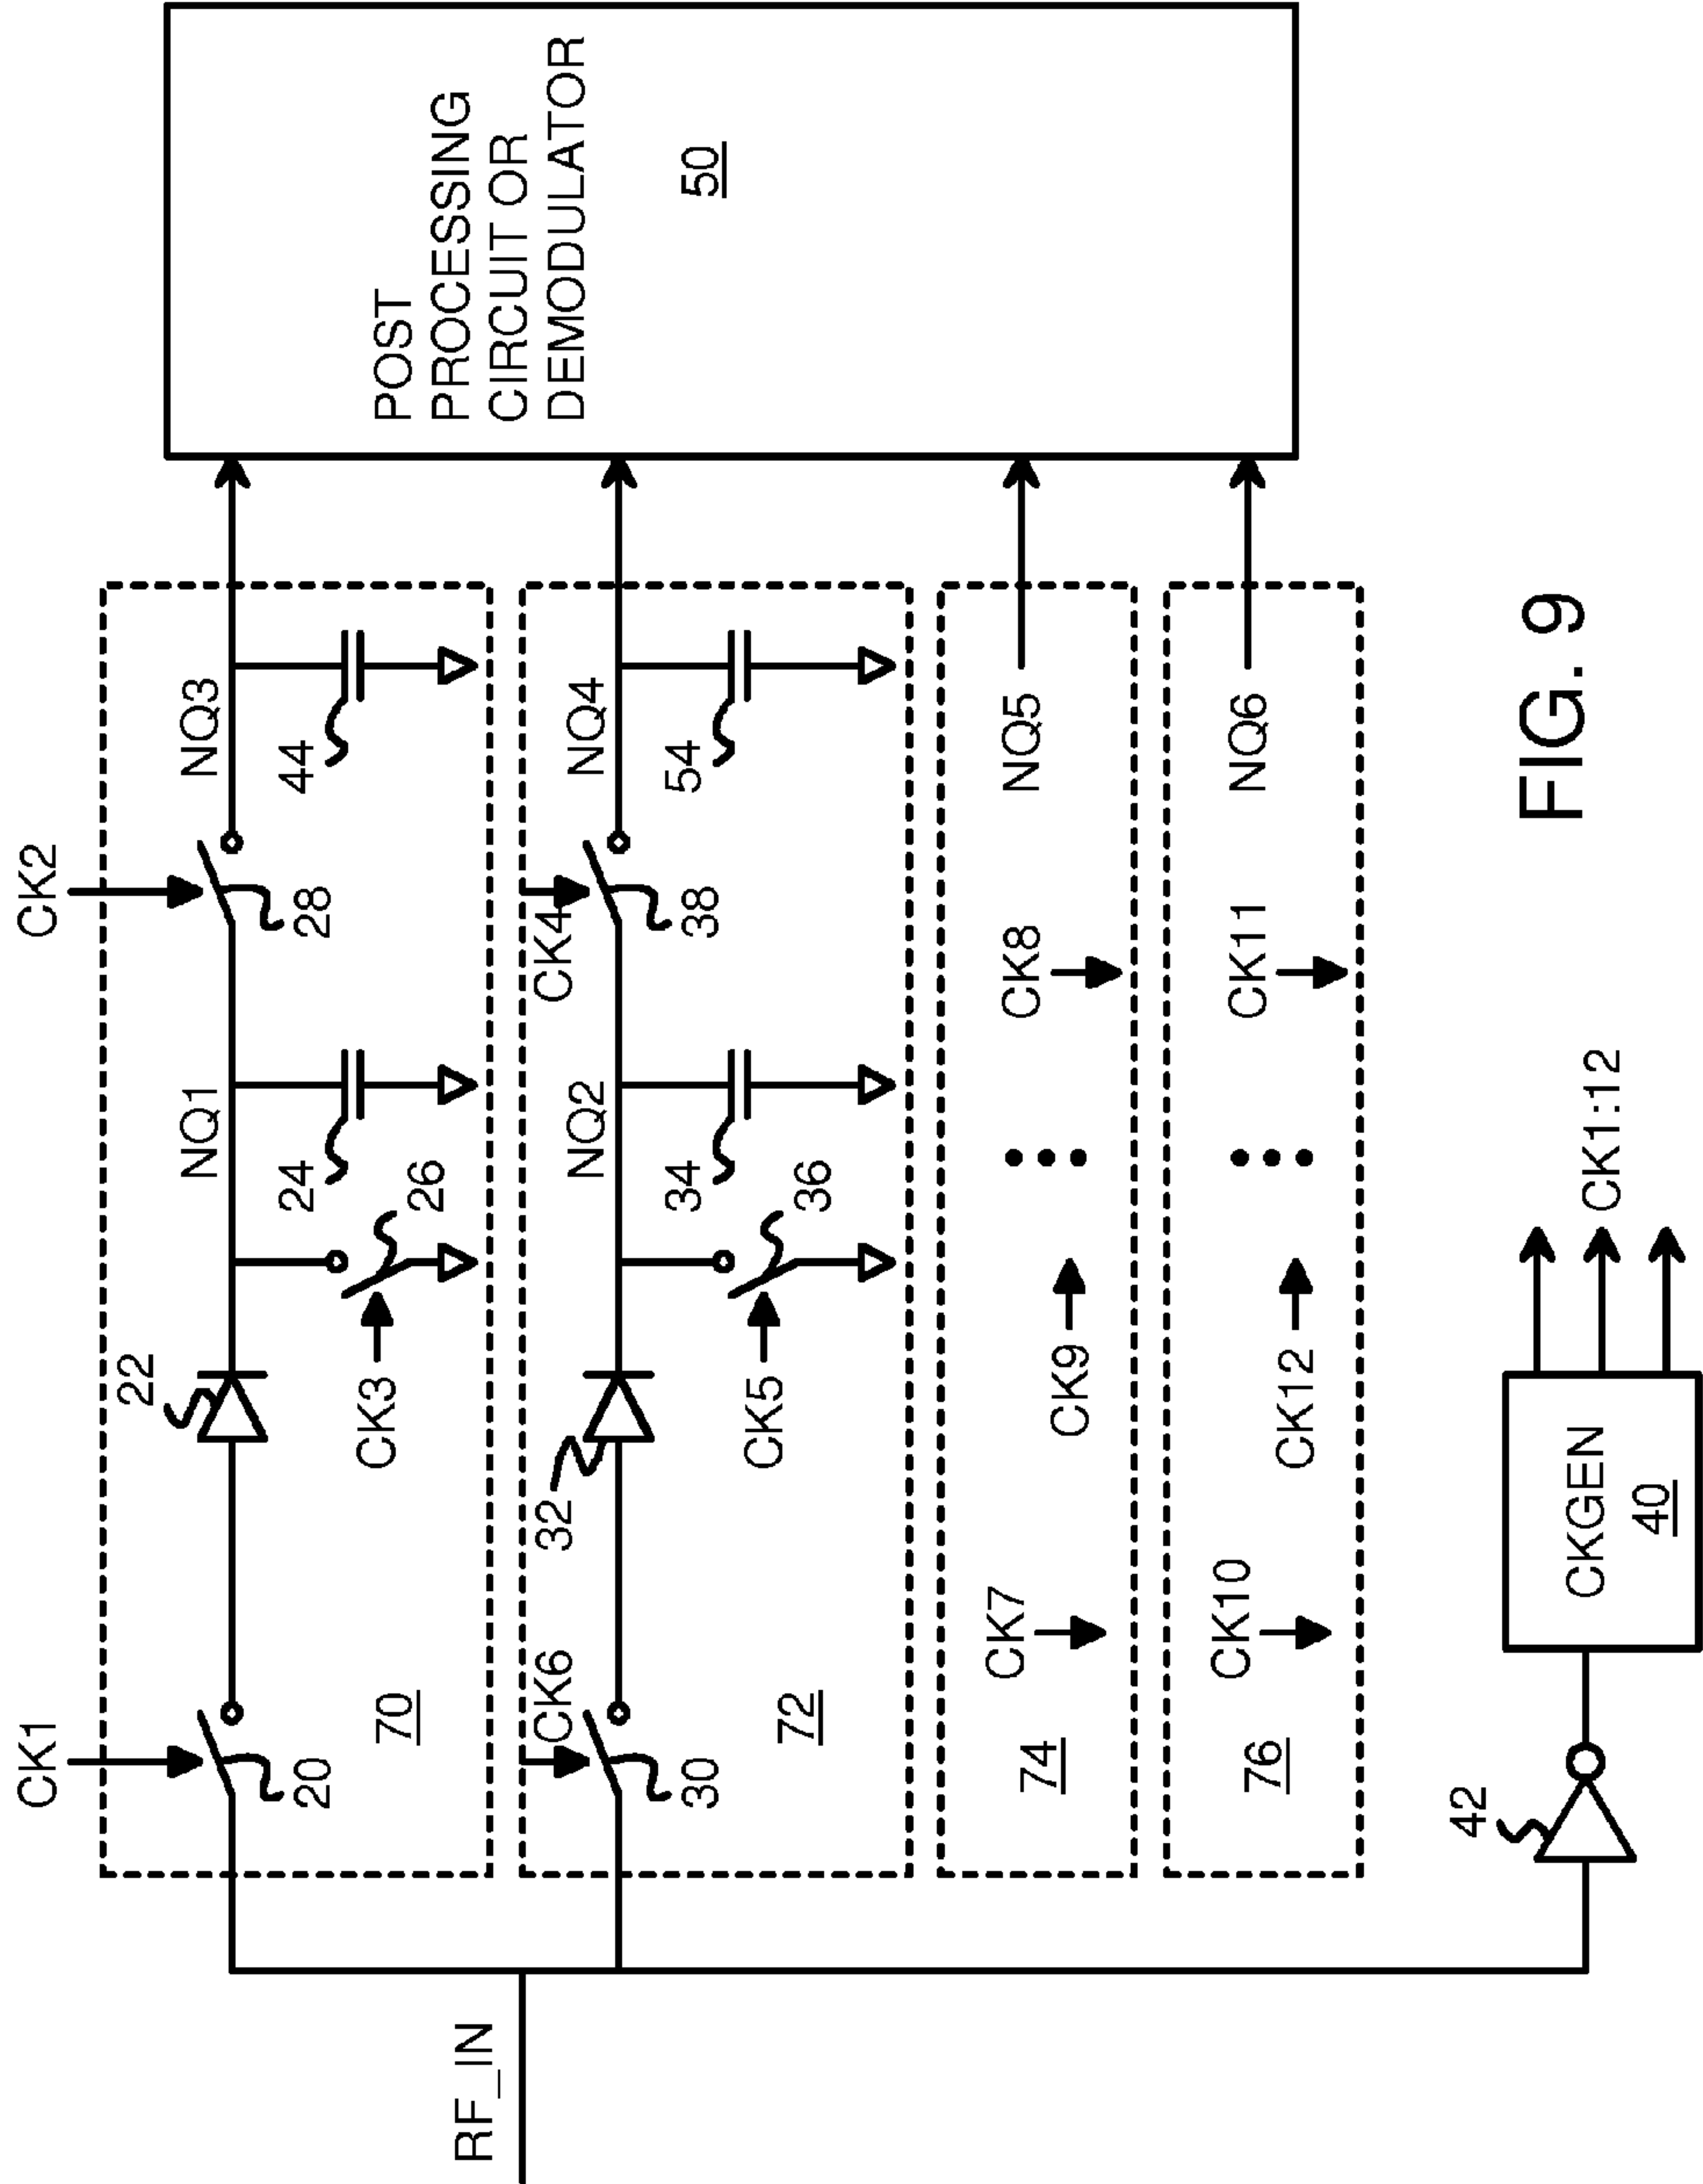 CK1
CK2
22
NQ1
NQ3
20
24
28
44
70
CK3
26
POST
PROCESSING
CIRCUIT OR
DEMODULATOR
50
RF_IN
CK6
32
CK4
NQ2
NQ4
30
34
38
54
72
CK5
36
CK7
CK8
NQ5
74
CK9
CK10
CK11
NQ6
76
CK12
42
CKGEN
40
CK1:12
FIG. 9